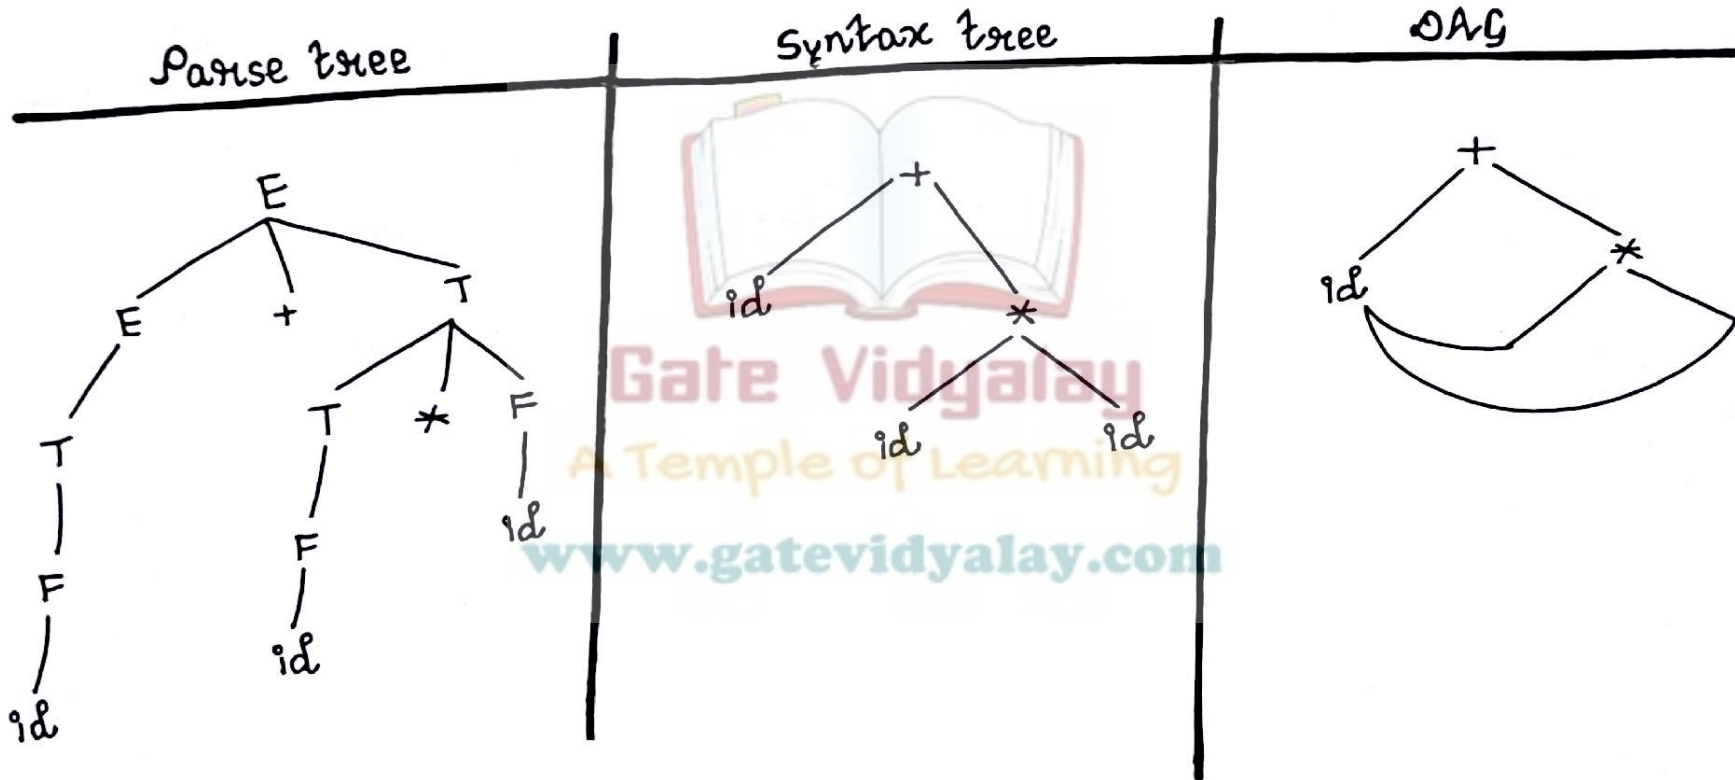 Parse tree
Syntax tree
DAG
E
E + T
T
F
id
T * F
F
id
id
+
id *
id id
+
id *
Gate Vidyalay
A Temple of Learning
www.gatevidyalay.com